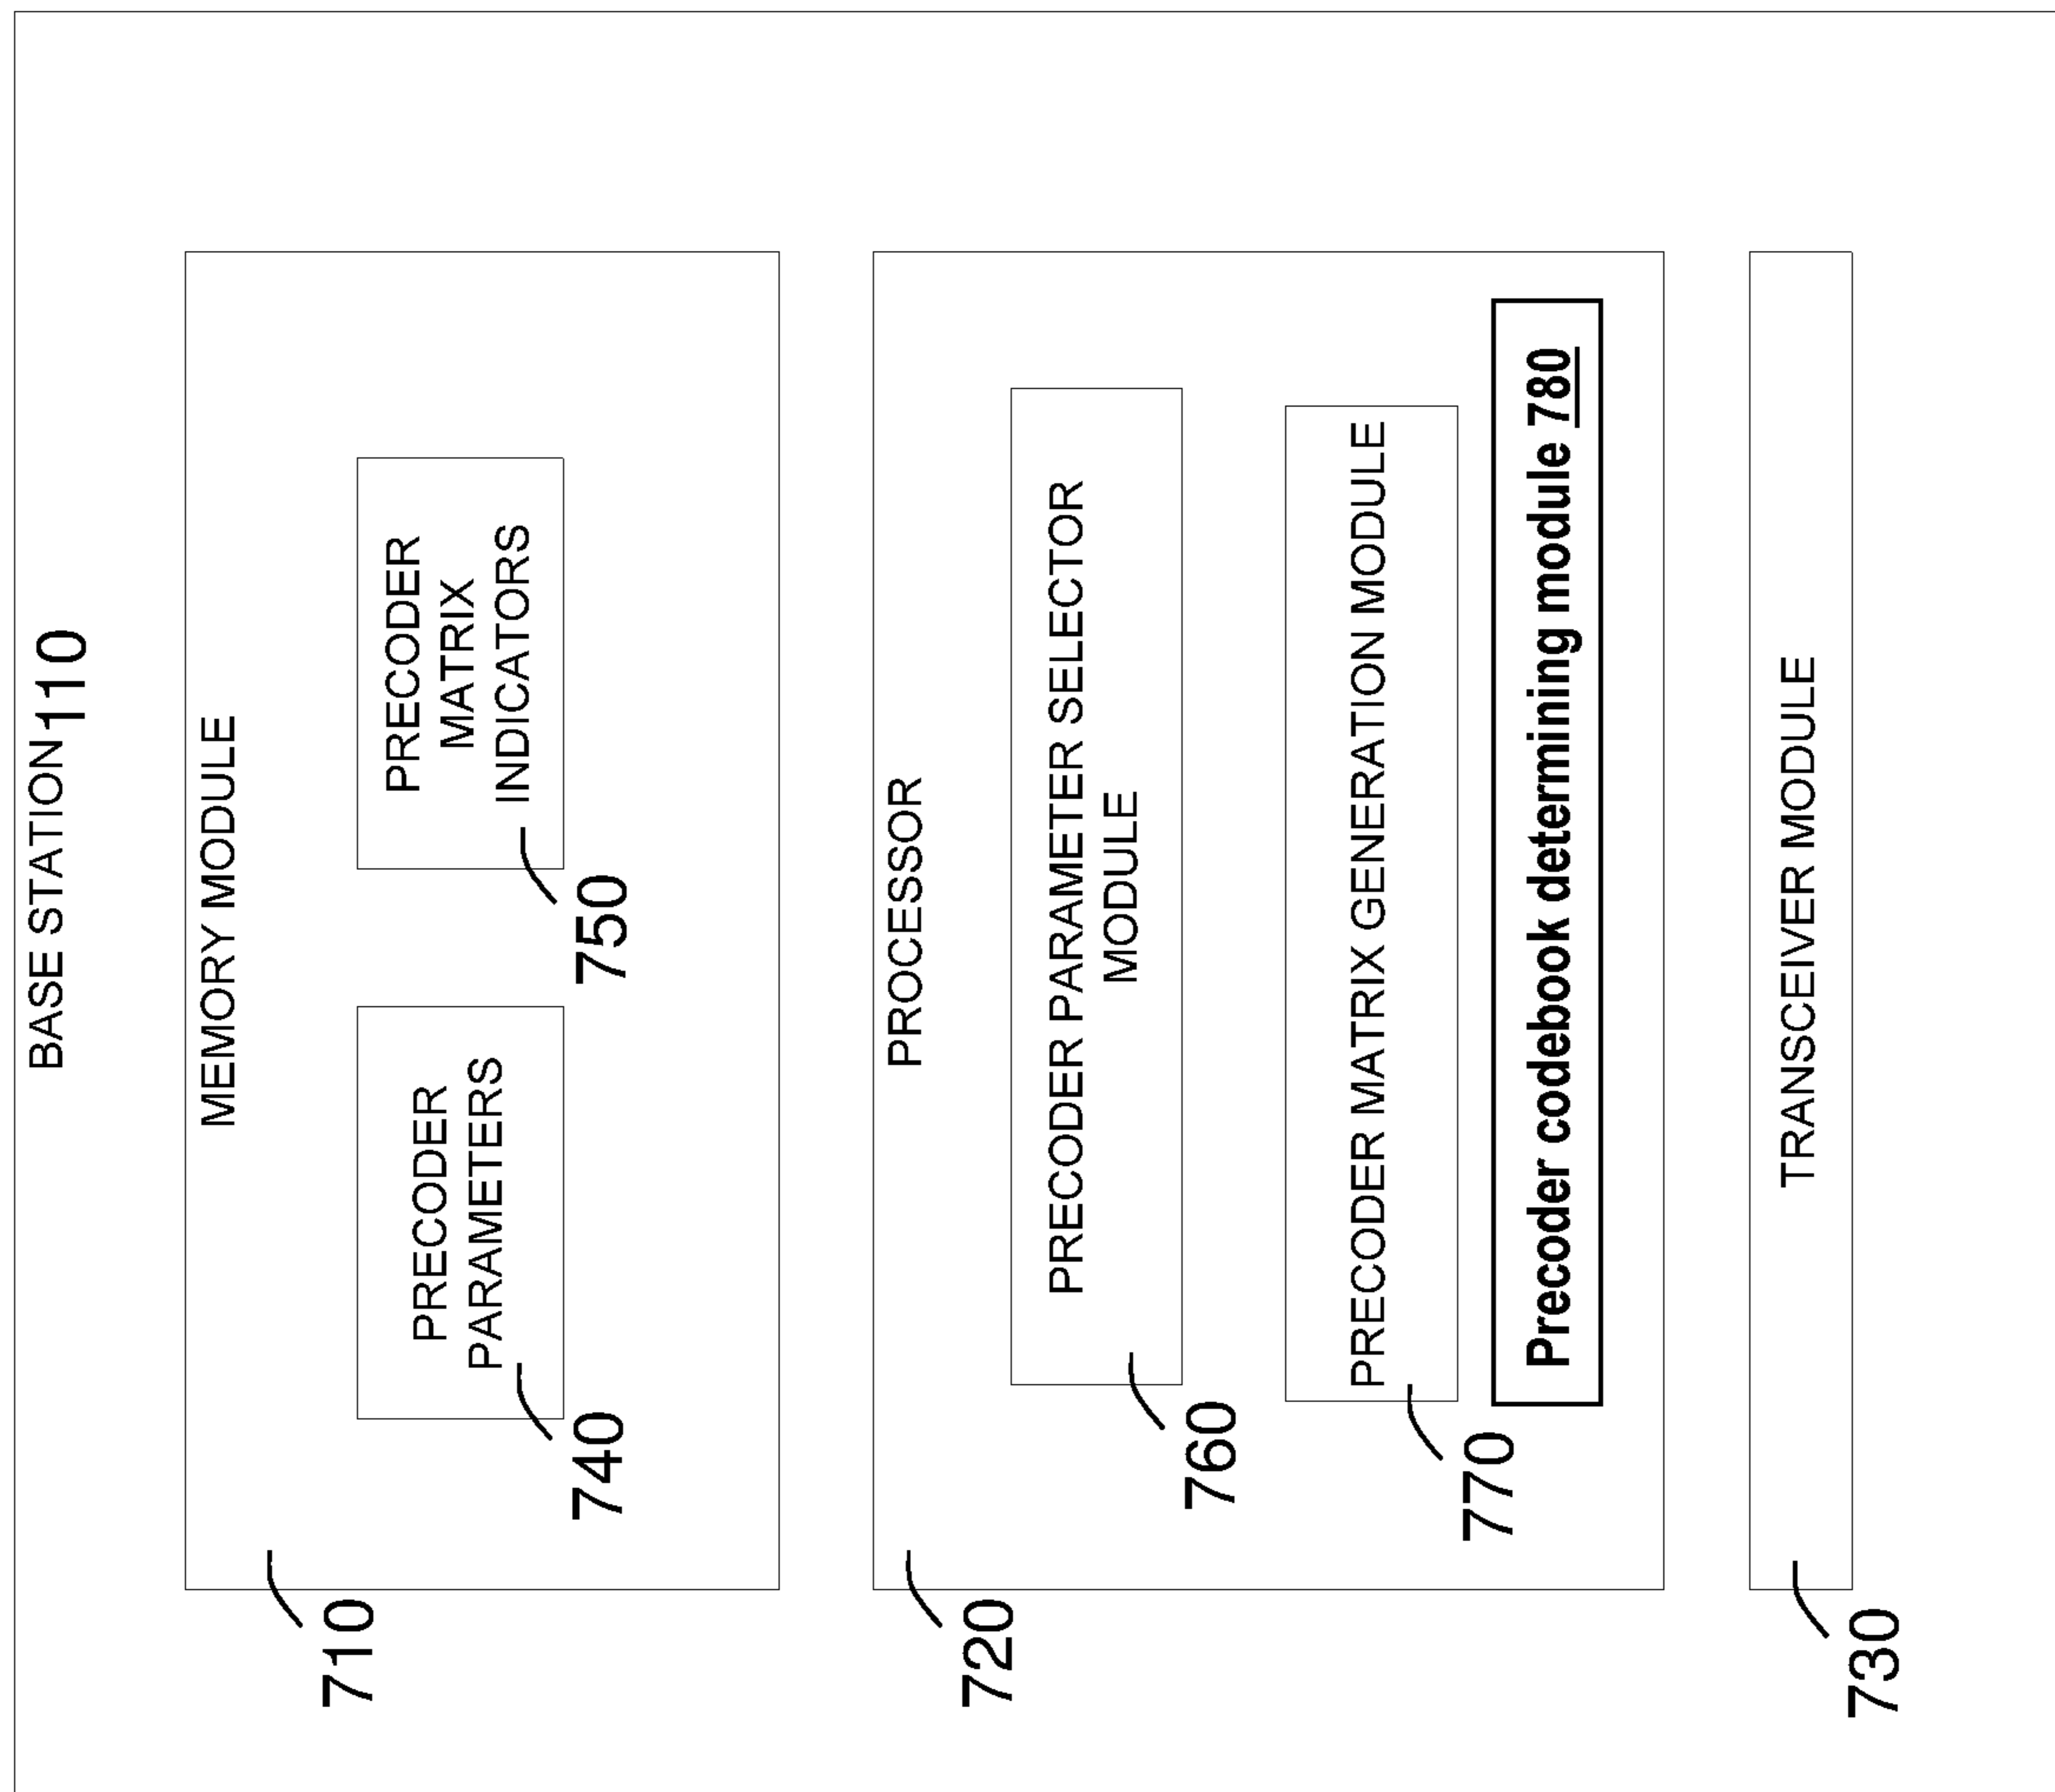 BASE STATION 110
MEMORY MODULE
710
PRECODER
PARAMETERS
740
PRECODER
MATRIX
INDICATORS
750
PROCESSOR
720
PRECODER PARAMETER SELECTOR
MODULE
760
PRECODER MATRIX GENERATION MODULE
770
Precoder codebook determining module 780
TRANSCEIVER MODULE
730